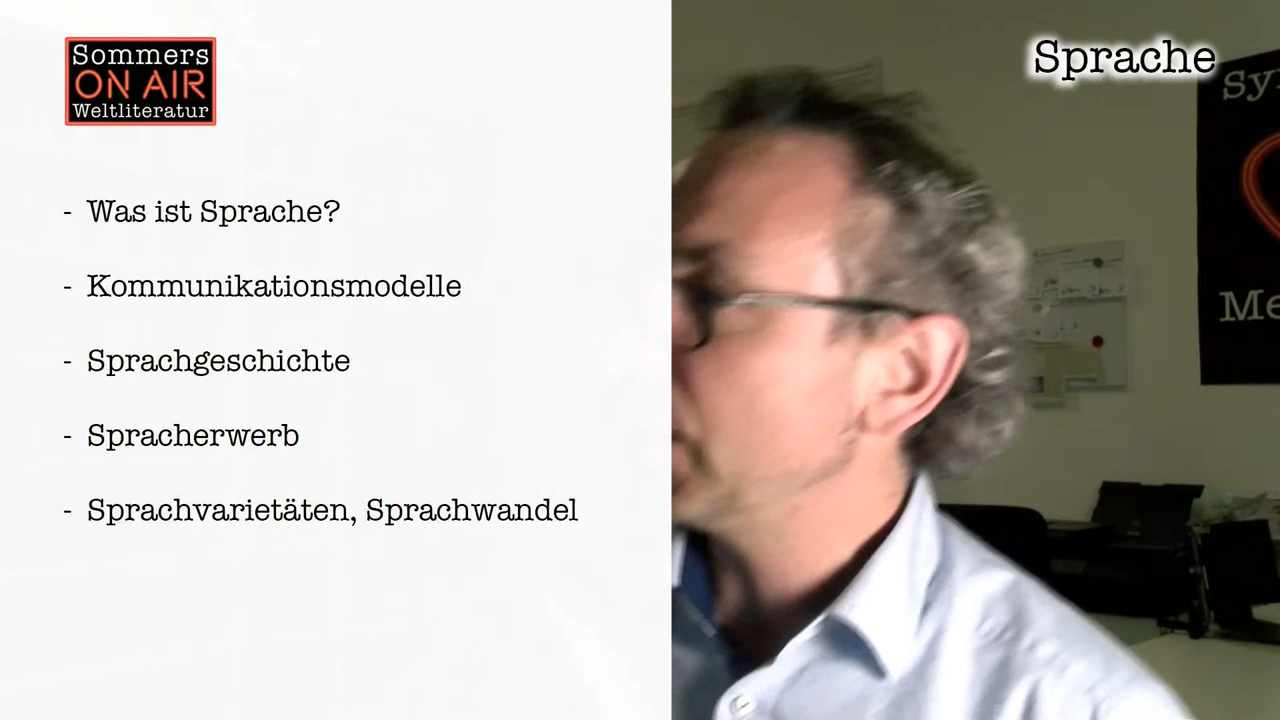 Sommers
ON AIR
Weltliteratur
Sprache
- Was ist Sprache?
- Kommunikationsmodelle
- Sprachgeschichte
- Spracherwerb
- Sprachvarietäten, Sprachwandel